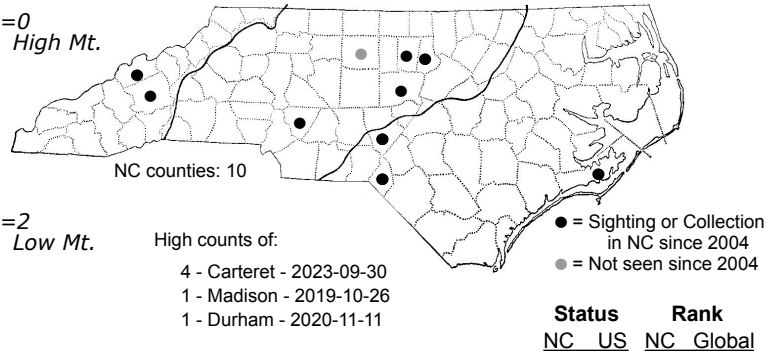 =0
High Mt.
NC counties: 10
=2
Low Mt.
High counts of:
4 - Carteret - 2023-09-30
1 - Madison - 2019-10-26
1 - Durham - 2020-11-11
= Sighting or Collection
in NC since 2004
= Not seen since 2004
Status Rank
NC US NC Global